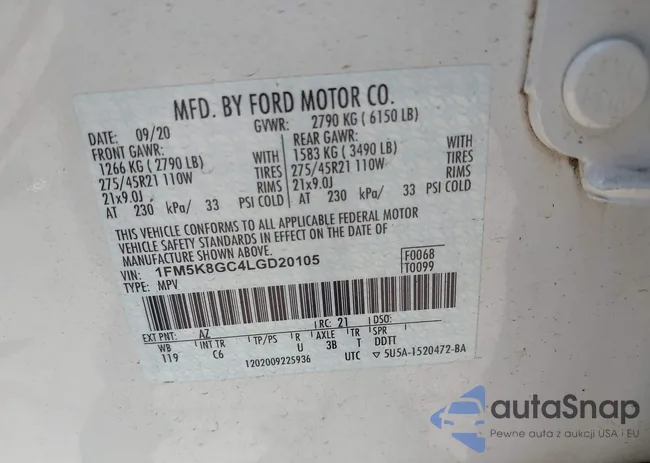 MFD. BY FORD MOTOR CO.
DATE: 09/20 GVWR: 2790 KG ( 6150 LB)
FRONT GAWR: REAR GAWR:
1266 KG ( 2790 LB) WITH 1583 KG ( 3490 LB) WITH
275/45R21 110W TIRES 275/45R21 110W TIRES
21x9.0J RIMS 21x9.0J RIMS
AT 230 kPa/ 33 PSI COLD AT 230 kPa/ 33 PSI COLD
THIS VEHICLE CONFORMS TO ALL APPLICABLE FEDERAL MOTOR
VEHICLE SAFETY STANDARDS IN EFFECT ON THE DATE OF
MANUFACTURE SHOWN ABOVE.
VIN: 1FM5K8GC4LGD20105 F0068
TYPE: MPV T0099
EXT PNT: AZ RC: 21 DSO:
WB INT TR TP/PS R AXLE TR SPR
119 C6 U 3B T DDTT
1202009225936 UTC ▽ 5U5A-1520472-BA
autaSnap
Pewne auta z aukcji USA i EU